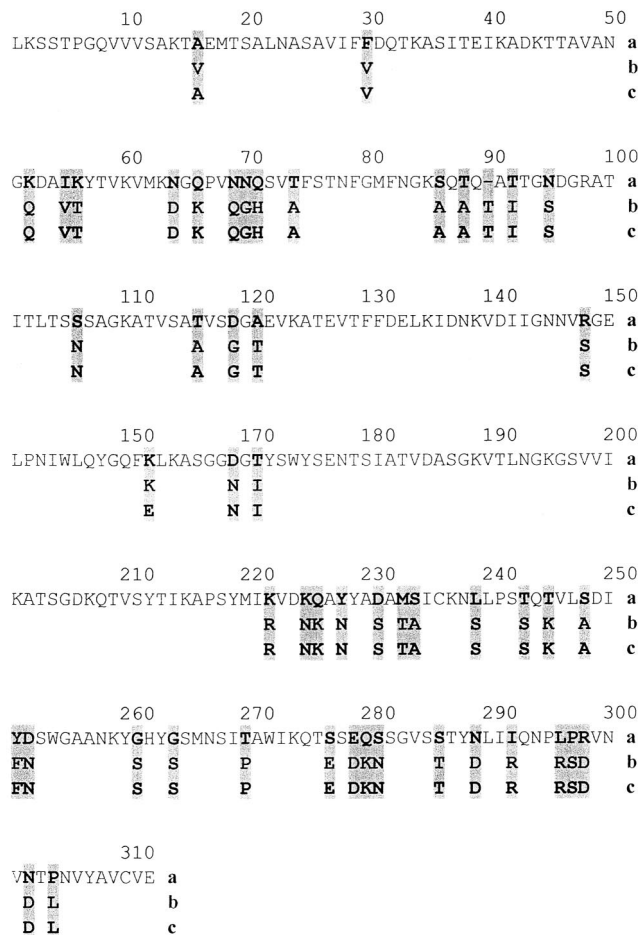 10 20 30 40 50
LKSSTPGQVVVSAKTAEMTSALNASAVIFFDQTKASITEIKADKTTAVAN a
V V b
A V c
60 70 80 90 100
GKDAIKYTVKVMKNGQPVNNQSVTFSTNFGMFNGKSQTQ-ATTGNDGRAT a
Q VT D K QGH A A A T I S b
Q VT D K QGH A A A T I S c
110 120 130 140 150
ITLTSSSAGKATVSATVSDGAEVKATEVTFFDELKIDNKVDIIGNNVRGE a
N A G T S b
N A G T S c
150 170 180 190 200
LPNIWLQYGQFKLKASGGDGTYSWYSENTSIATVDASGKVTLNGKGSVVI a
K N I b
E N I c
210 220 230 240 250
KATSGDKQTVSYTIKAPSYMIKVDKQAYYADAMSICKNLLPSTQTVLSDI a
R NK N S TA S S K A b
R NK N S TA S S K A c
260 270 280 290 300
YDSWGAANKYGHYGSMNSITAWIKQTSSEQSSGVSSTYNLIIQNPLPRVN a
FN S S P E DKN T D R RSD b
FN S S P E DKN T D R RSD c
310
VNTPNVYAVCVE a
D L b
D L c